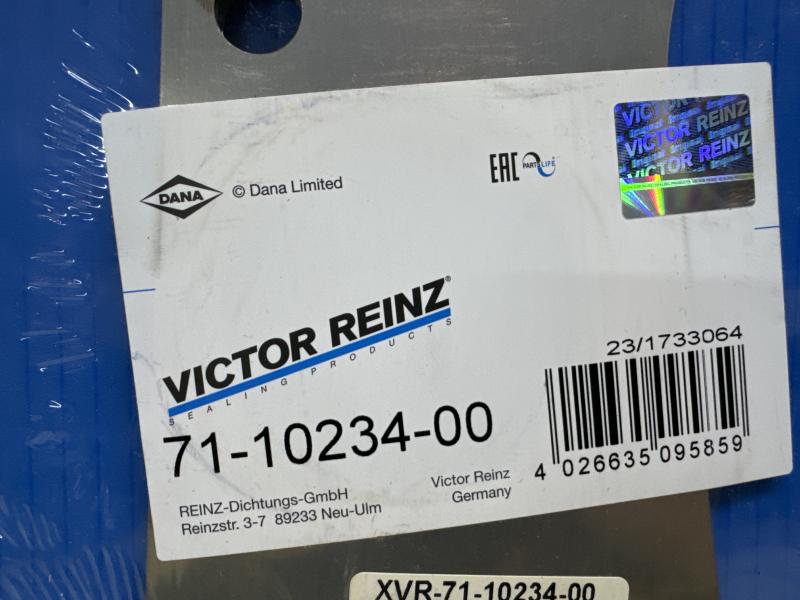 DANA
© Dana Limited
EAC
PARTS LIFE
VICTOR REINZ
VICTOR REINZ
VICTOR REINZ
VICTOR REINZ®
SEALING PRODUCTS
71-10234-00
REINZ-Dichtungs-GmbH
Reinzstr. 3-7 89233 Neu-Ulm
Victor Reinz
Germany
23/1733064
4 026635 095859
XVR-71-10234-00